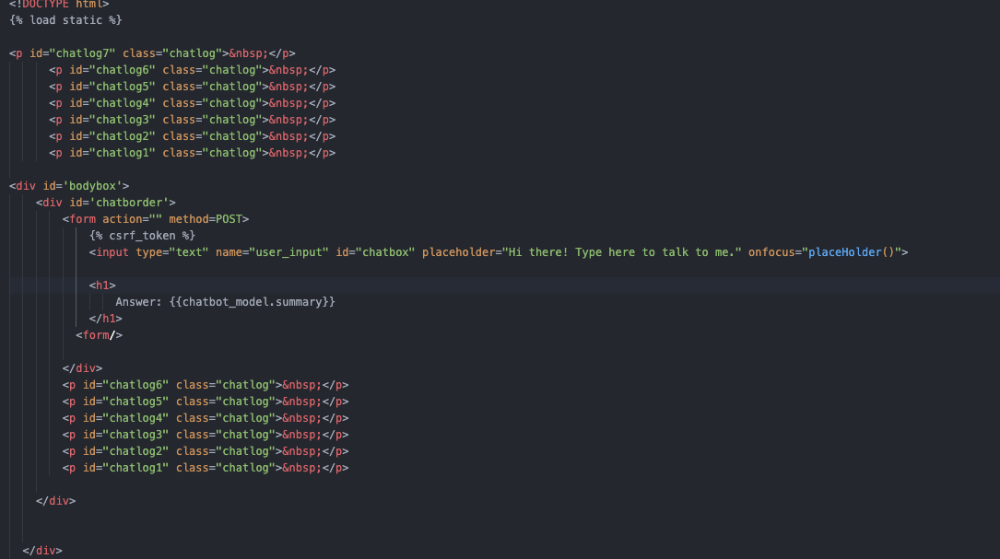 <!DOCTYPE html>
{% load static %}
<p id="chatlog7" class="chatlog">&nbsp;</p>
<p id="chatlog6" class="chatlog">&nbsp;</p>
<p id="chatlog5" class="chatlog">&nbsp;</p>
<p id="chatlog4" class="chatlog">&nbsp;</p>
<p id="chatlog3" class="chatlog">&nbsp;</p>
<p id="chatlog2" class="chatlog">&nbsp;</p>
<p id="chatlog1" class="chatlog">&nbsp;</p>
<div id='bodybox'>
<div id='chatborder'>
<form action="" method=POST>
{% csrf_token %}
<input type="text" name="user_input" id="chatbox" placeholder="Hi there! Type here to talk to me." onfocus="placeHolder()">
<h1>
Answer: {{chatbot_model.summary}}
</h1>
<form/>
</div>
<p id="chatlog6" class="chatlog">&nbsp;</p>
<p id="chatlog5" class="chatlog">&nbsp;</p>
<p id="chatlog4" class="chatlog">&nbsp;</p>
<p id="chatlog3" class="chatlog">&nbsp;</p>
<p id="chatlog2" class="chatlog">&nbsp;</p>
<p id="chatlog1" class="chatlog">&nbsp;</p>
</div>
</div>